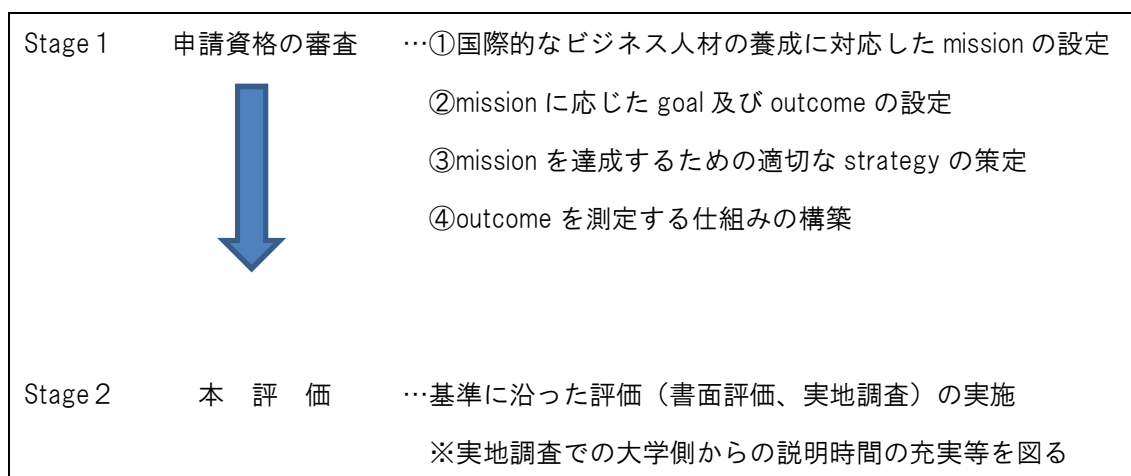 Stage 1 申請資格の審査 …①国際的なビジネス人材の養成に対応した mission の設定
②mission に応じた goal 及び outcome の設定
③mission を達成するための適切な strategy の策定
④outcome を測定する仕組みの構築
Stage 2 本 評 価 …基準に沿った評価（書面評価、実地調査）の実施
※実地調査での大学側からの説明時間の充実等を図る